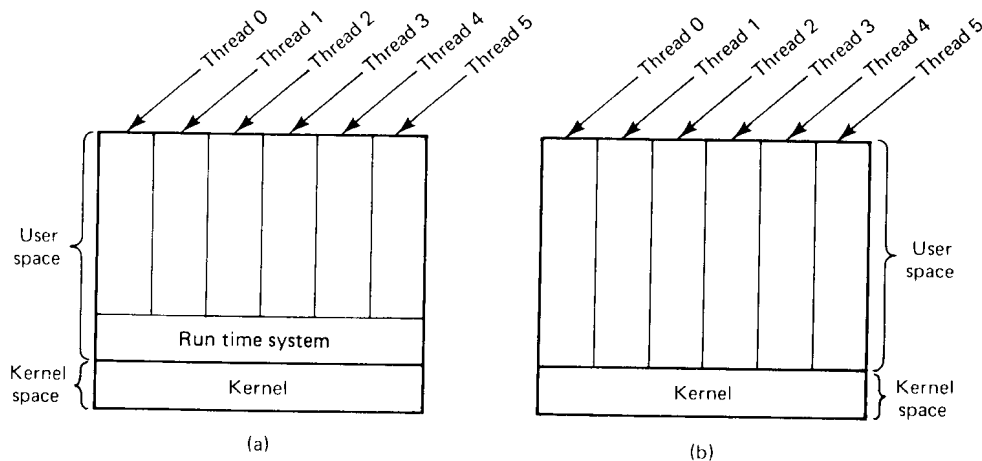 Thread 0
Thread 1
Thread 2
Thread 3
Thread 4
Thread 5
User
space
Run time system
Kernel
space
Kernel
(a)
Thread 0
Thread 1
Thread 2
Thread 3
Thread 4
Thread 5
User
space
Kernel
Kernel
space
(b)